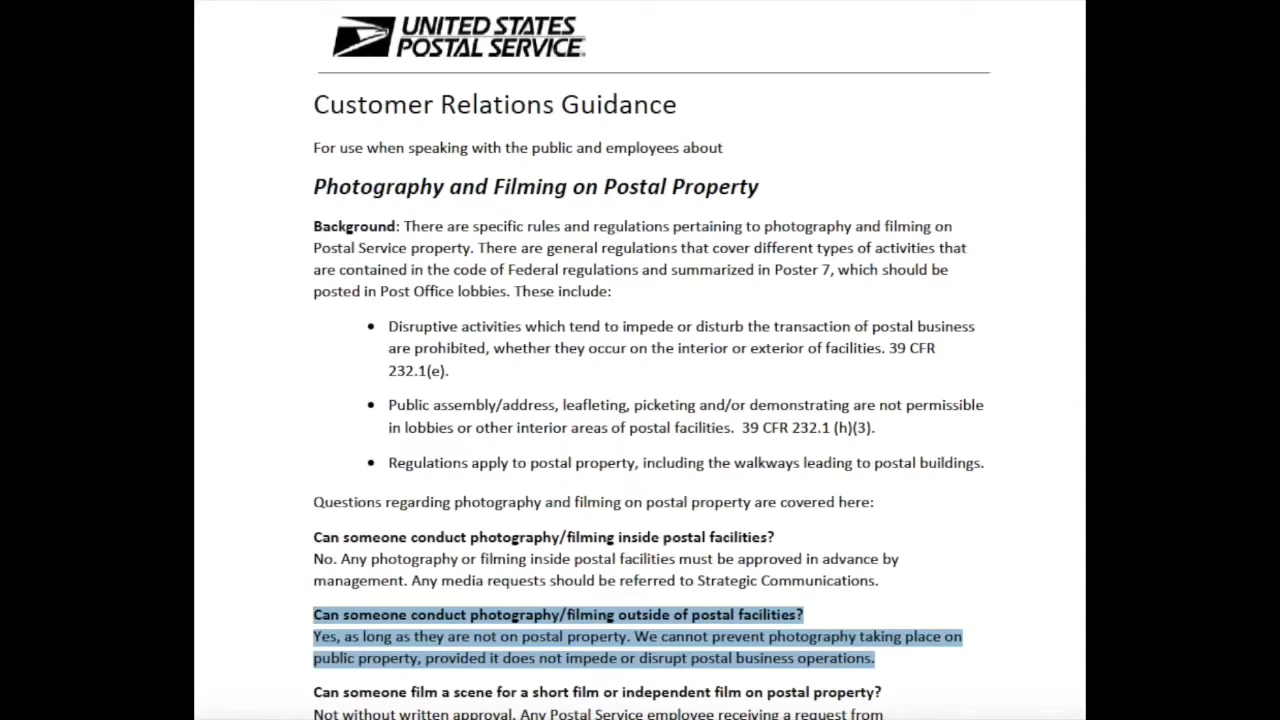 UNITED STATES
POSTAL SERVICE
Customer Relations Guidance
For use when speaking with the public and employees about
Photography and Filming on Postal Property
Background: There are specific rules and regulations pertaining to photography and filming on
Postal Service property. There are general regulations that cover different types of activities that
are contained in the code of Federal regulations and summarized in Poster 7, which should be
posted in Post Office lobbies. These include:
• Disruptive activities which tend to impede or disturb the transaction of postal business
are prohibited, whether they occur on the interior or exterior of facilities. 39 CFR
232.1(e).
• Public assembly/address, leafleting, picketing and/or demonstrating are not permissible
in lobbies or other interior areas of postal facilities. 39 CFR 232.1 (h)(3).
• Regulations apply to postal property, including the walkways leading to postal buildings.
Questions regarding photography and filming on postal property are covered here:
Can someone conduct photography/filming inside postal facilities?
No. Any photography or filming inside postal facilities must be approved in advance by
management. Any media requests should be referred to Strategic Communications.
Can someone conduct photography/filming outside of postal facilities?
Yes, as long as they are not on postal property. We cannot prevent photography taking place on
public property, provided it does not impede or disrupt postal business operations.
Can someone film a scene for a short film or independent film on postal property?
Not without written approval. Any Postal Service employee receiving a request from